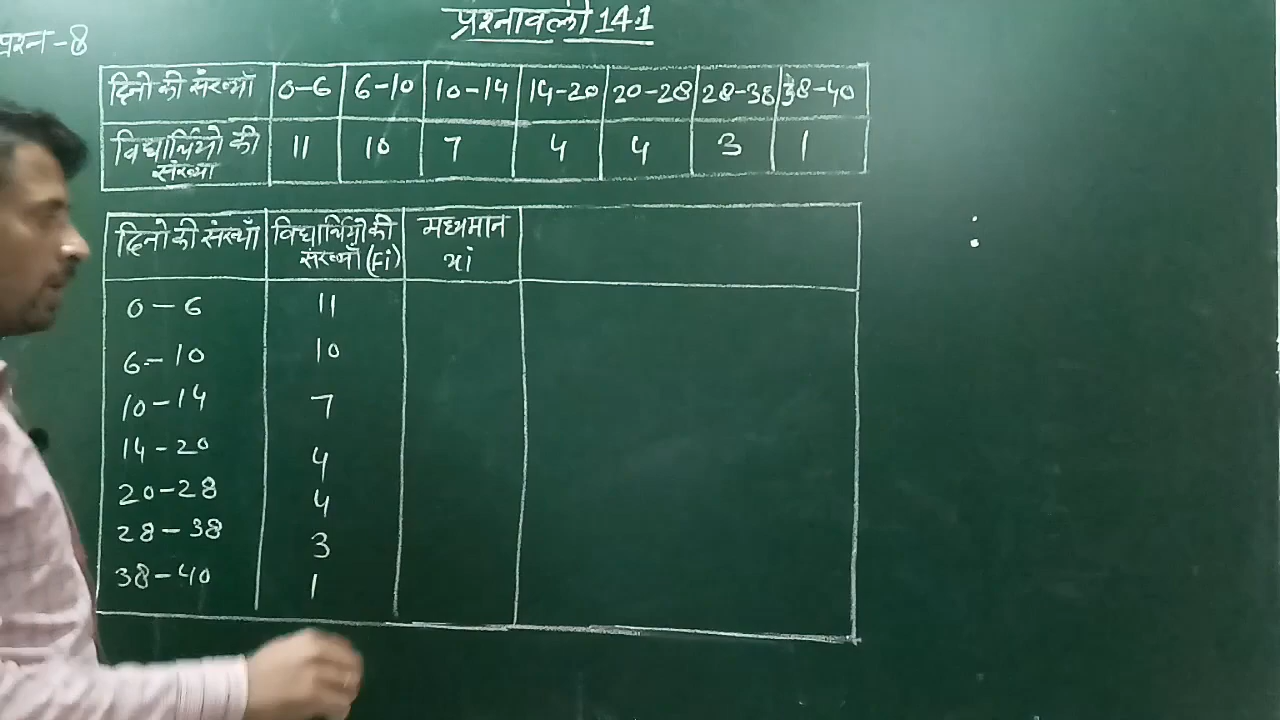 प्रश्नावली 14.1
प्रश्न - 8
दिनो की संख्याँ 0-6 6-10 10-14 14-20 20-28 28-38 38-40
विद्यार्थियो की संख्या 11 10 7 4 4 3 1
दिनो की संख्याँ विद्यार्थियो की संख्याँ (Fi) मध्यमान xi
0-6 11
6-10 10
10-14 7
14-20 4
20-28 4
28-38 3
38-40 1